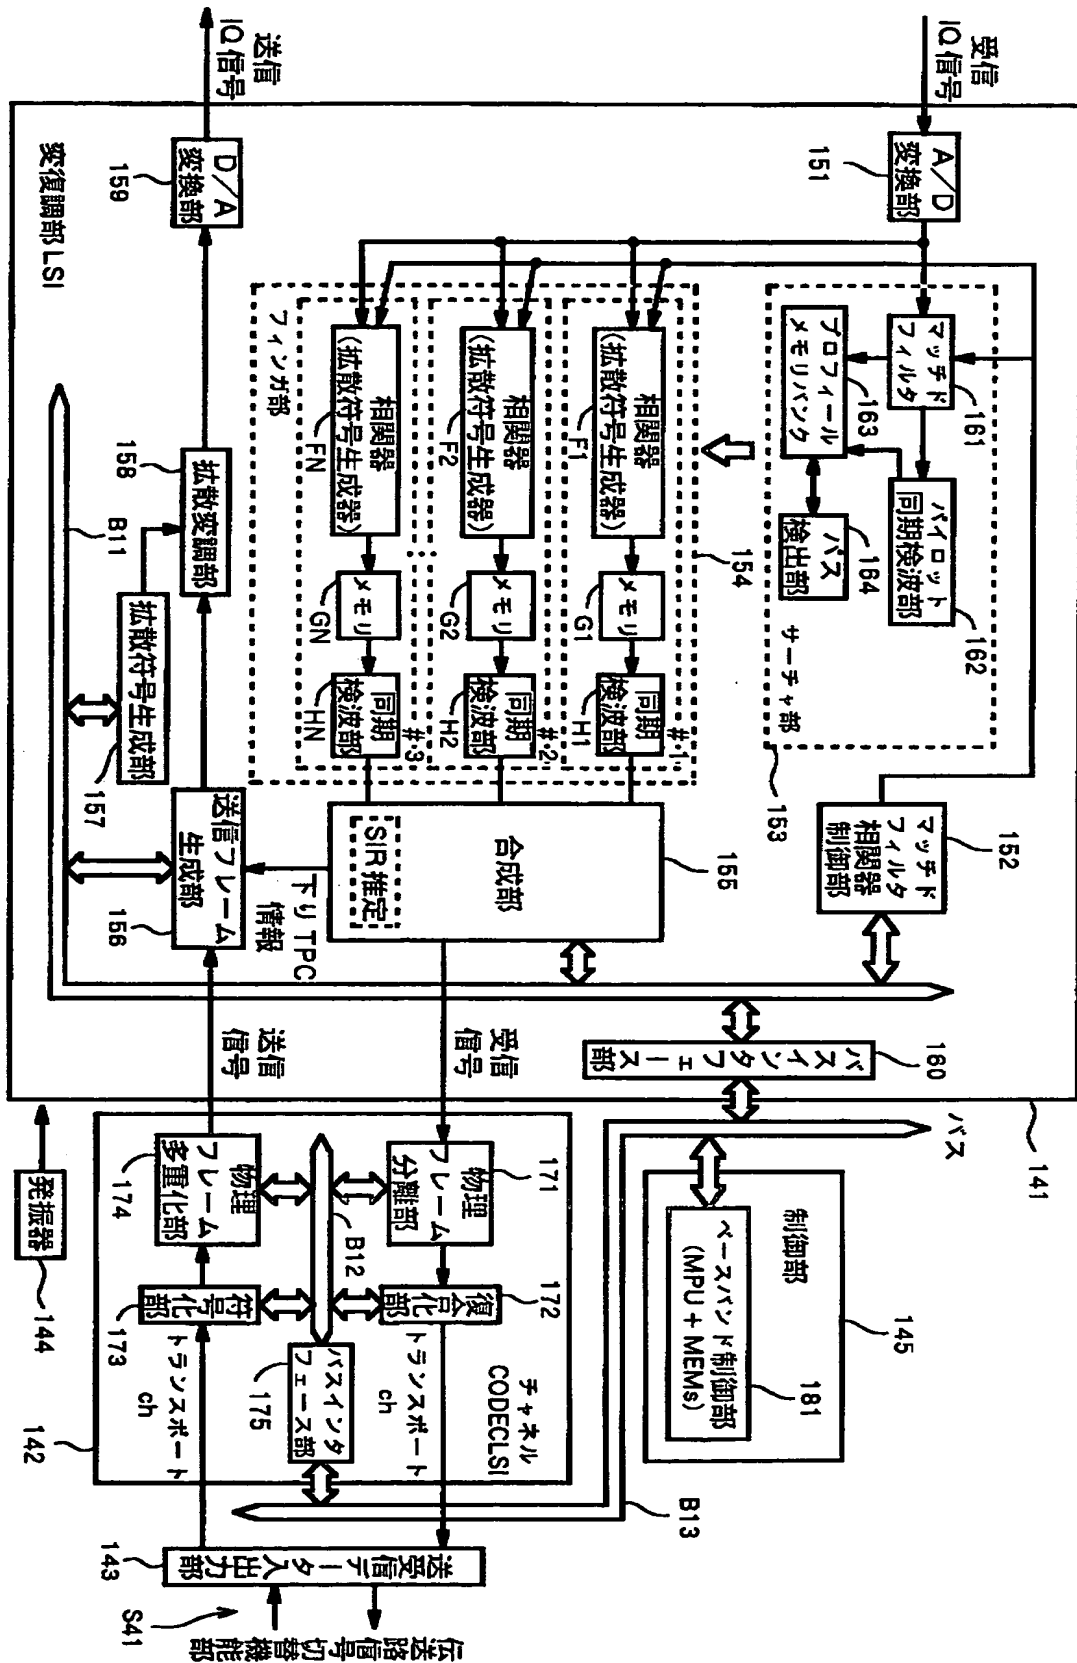 受信
IQ信号
A/D
変換部
151
マッチド
フィルタ
161
パイロット
同期検波部
162
プロフィール
メモリバンク
163
パス
検出部
164
サーチャ部
153
マッチド
フィルタ
相関器
制御部
152
バスインタフェース
部
160
バス
141
154
相関器
(拡散符号生成器)
F1
メモリ
G1
同期
検波部
H1
#1
相関器
(拡散符号生成器)
F2
メモリ
G2
同期
検波部
H2
#2
相関器
(拡散符号生成器)
FN
メモリ
GN
同期
検波部
HN
#3
フィンガ部
合成部
SIR推定
155
下りTPC
情報
受信
信号
送信
信号
送信
IQ信号
D/A
変換部
159
拡散変調部
158
拡散符号生成部
157
送信フレーム
生成部
156
B11
変復調部LSI
発振器
144
制御部
ベースバンド制御部
(MPU+MEMs)
181
145
物理
フレーム
分離部
171
復号化
部
172
トランスポート
ch
チャネル
CODECLSI
B12
バスインタ
フェース部
175
物理
フレーム
多重化部
174
符号化
部
173
トランスポート
ch
142
B13
送受信データ入出力
部
143
S41
伝送路信号切替機能
部